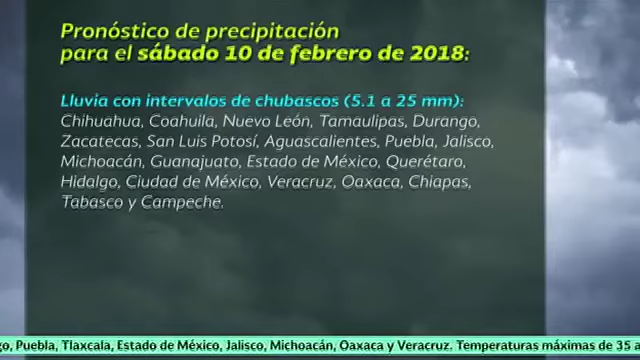 Pronóstico de precipitación
para el sábado 10 de febrero de 2018:
Lluvia con intervalos de chubascos (5.1 a 25 mm):
Chihuahua, Coahuila, Nuevo León, Tamaulipas, Durango,
Zacatecas, San Luis Potosí, Aguascalientes, Puebla, Jalisco,
Michoacán, Guanajuato, Estado de México, Querétaro,
Hidalgo, Ciudad de México, Veracruz, Oaxaca, Chiapas,
Tabasco y Campeche.
go, Puebla, Tlaxcala, Estado de México, Jalisco, Michoacán, Oaxaca y Veracruz. Temperaturas máximas de 35 a